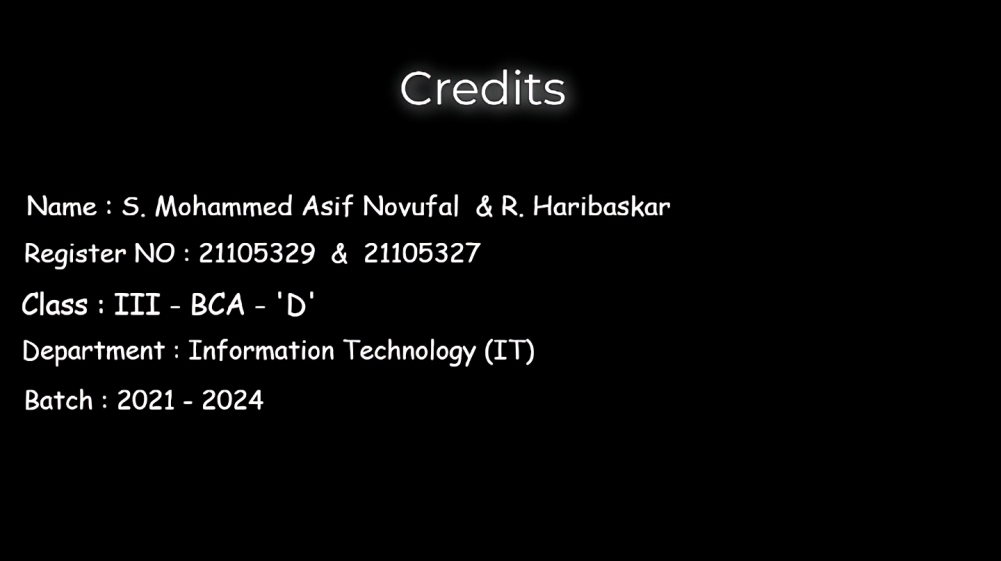 Credits
Name : S. Mohammed Asif Novufal & R. Haribaskar
Register NO : 21105329 & 21105327
Class : III - BCA - 'D'
Department : Information Technology (IT)
Batch : 2021 - 2024